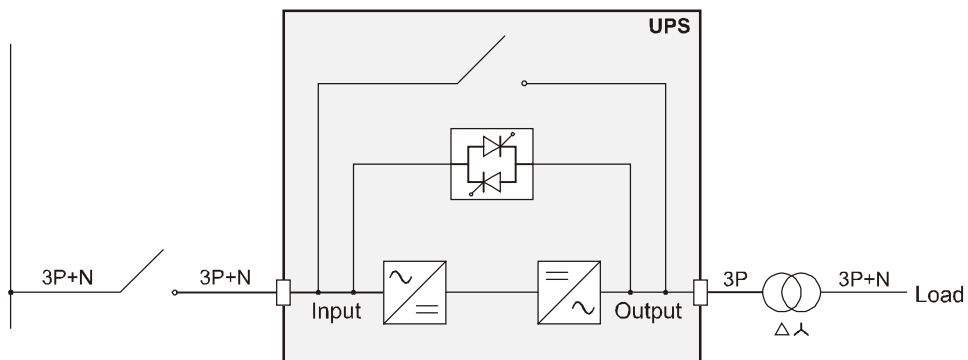 UPS
3P+N
3P+N
Input
Output
3P
3P+N
Load